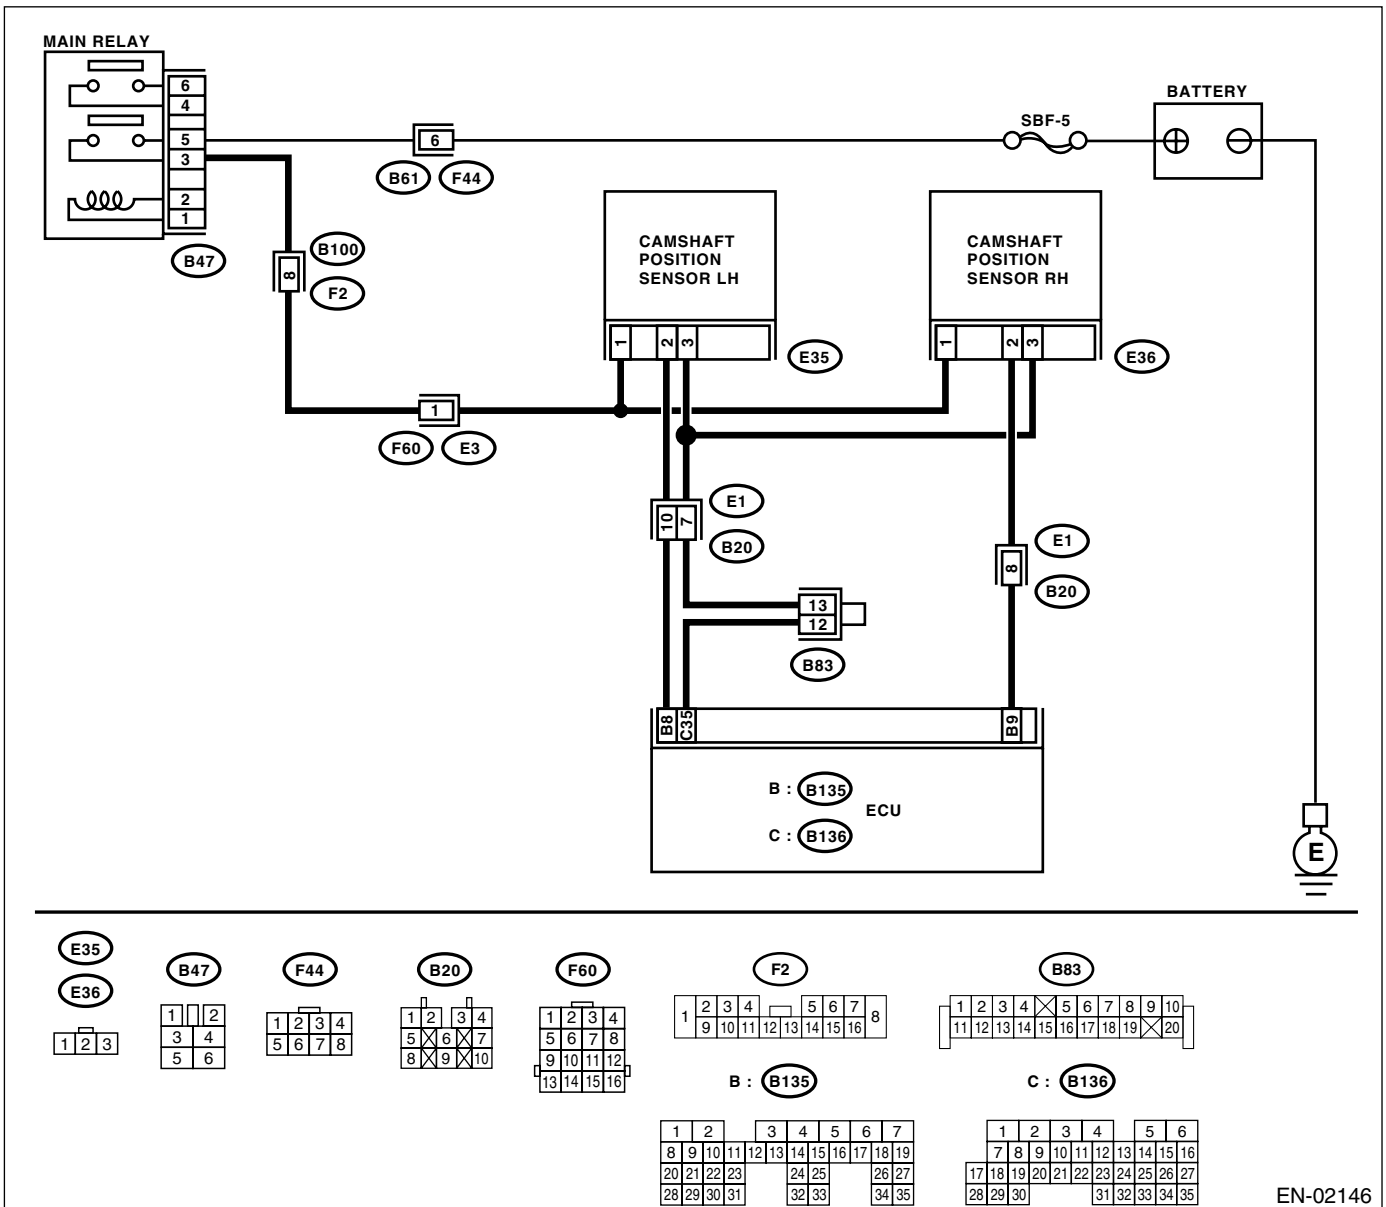 MAIN RELAY
6
4
5
3
2
1
B47
6
B61 F44
SBF-5
BATTERY
8
B100
F2
CAMSHAFT
POSITION
SENSOR LH
1 2 3
E35
CAMSHAFT
POSITION
SENSOR RH
1 2 3
E36
1
F60 E3
10 7
E1
B20
8
E1
B20
13
12
B83
B8 C35 B9
B : B135
ECU
C : B136
E
E35
E36
1 2 3
B47
1 2
3 4
5 6
F44
1 2 3 4
5 6 7 8
B20
1 2 3 4
5 6 7
8 9 10
F60
1 2 3 4
5 6 7 8
9 10 11 12
13 14 15 16
F2
1 2 3 4 5 6 7 8
9 10 11 12 13 14 15 16
B83
1 2 3 4 5 6 7 8 9 10
11 12 13 14 15 16 17 18 19 20
B : B135
1 2 3 4 5 6 7
8 9 10 11 12 13 14 15 16 17 18 19
20 21 22 23 24 25 26 27
28 29 30 31 32 33 34 35
C : B136
1 2 3 4 5 6
7 8 9 10 11 12 13 14 15 16
17 18 19 20 21 22 23 24 25 26 27
28 29 30 31 32 33 34 35
EN-02146